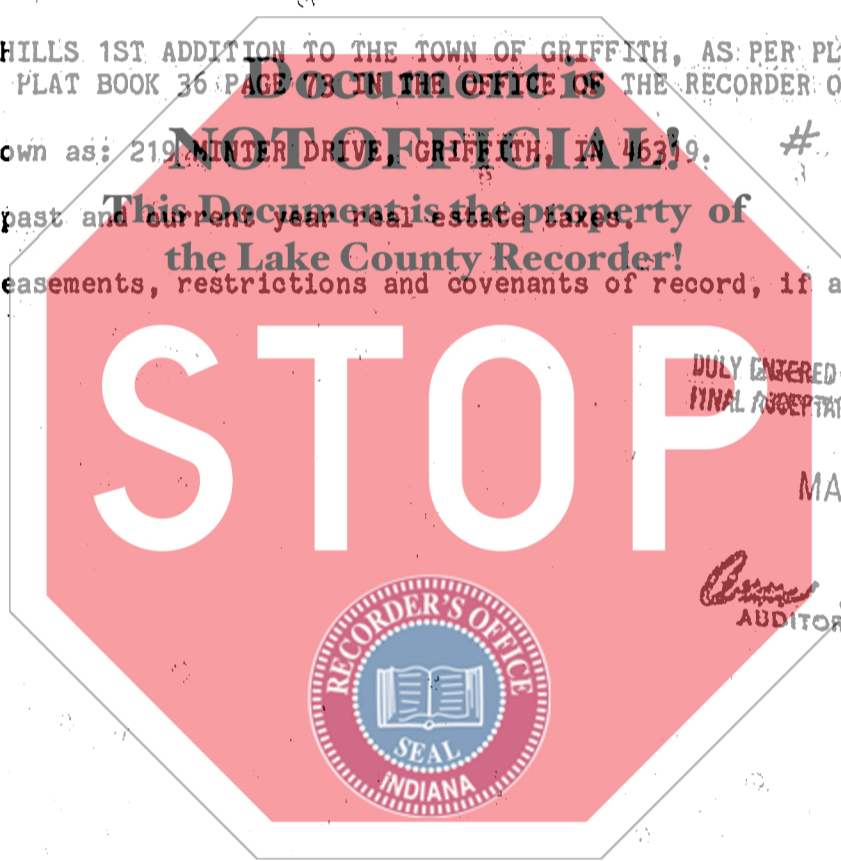 HILLS 1ST ADDITION TO THE TOWN OF GRIFFITH, AS PER PL
PLAT BOOK 36 PAGE 73 IN THE OFFICE OF THE RECORDER O
Document is
NOT OFFICIAL!
own as: 219 MINTER DRIVE, GRIFFITH, IN 46319.
#
This Document is the property of
past and current year real estate taxes.
the Lake County Recorder!
easements, restrictions and covenants of record, if a
STOP
DULY ENTERED
FINAL ACCEPTAN
MA
AUDITOR
RECORDER'S OFFICE
SEAL
INDIANA